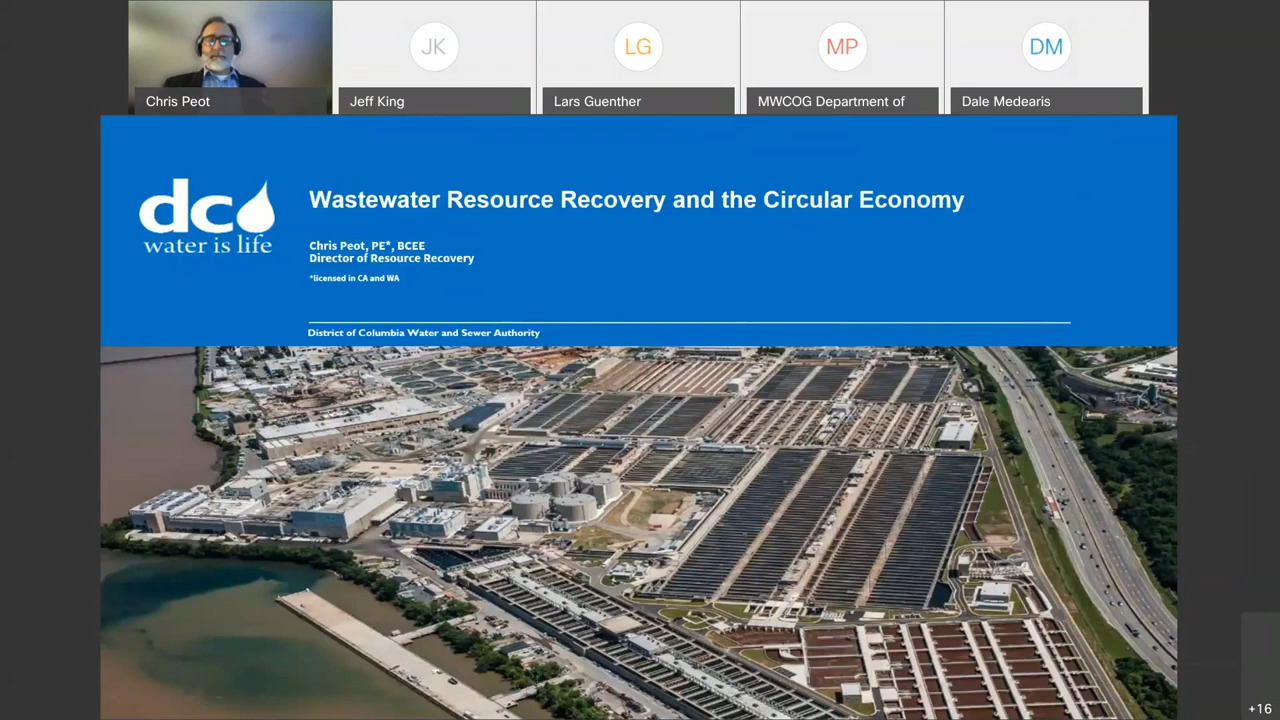 JK
LG
MP
DM
Chris Peot
Jeff King
Lars Guenther
MWCOG Department of
Dale Medearis
dc
water is life
Wastewater Resource Recovery and the Circular Economy
Chris Peot, PE*, BCEE
Director of Resource Recovery
*licensed in CA and WA
District of Columbia Water and Sewer Authority
+16